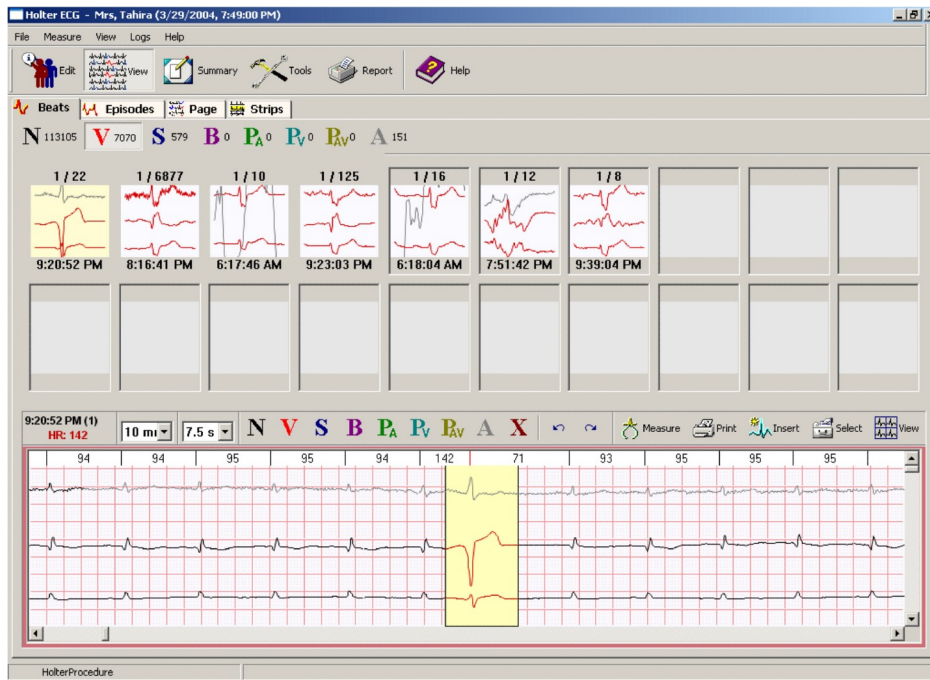 Holter ECG - Mrs, Tahira (3/29/2004, 7:49:00 PM)
File Measure View Logs Help
Edit View Summary Tools Report Help
Beats Episodes Page Strips
N 113105 V 7070 S 579 B 0 PA 0 PV 0 PAV 0 A 151
1 / 22 1 / 6877 1 / 10 1 / 125 1 / 16 1 / 12 1 / 8
9:20:52 PM 8:16:41 PM 6:17:46 AM 9:23:03 PM 6:18:04 AM 7:51:42 PM 9:39:04 PM
9:20:52 PM (1)
HR: 142
10 m 7.5 s N V S B PA PV PAV A X Measure Print Insert Select View
94 94 95 95 94 142 71 93 95 95 95
HolterProcedure